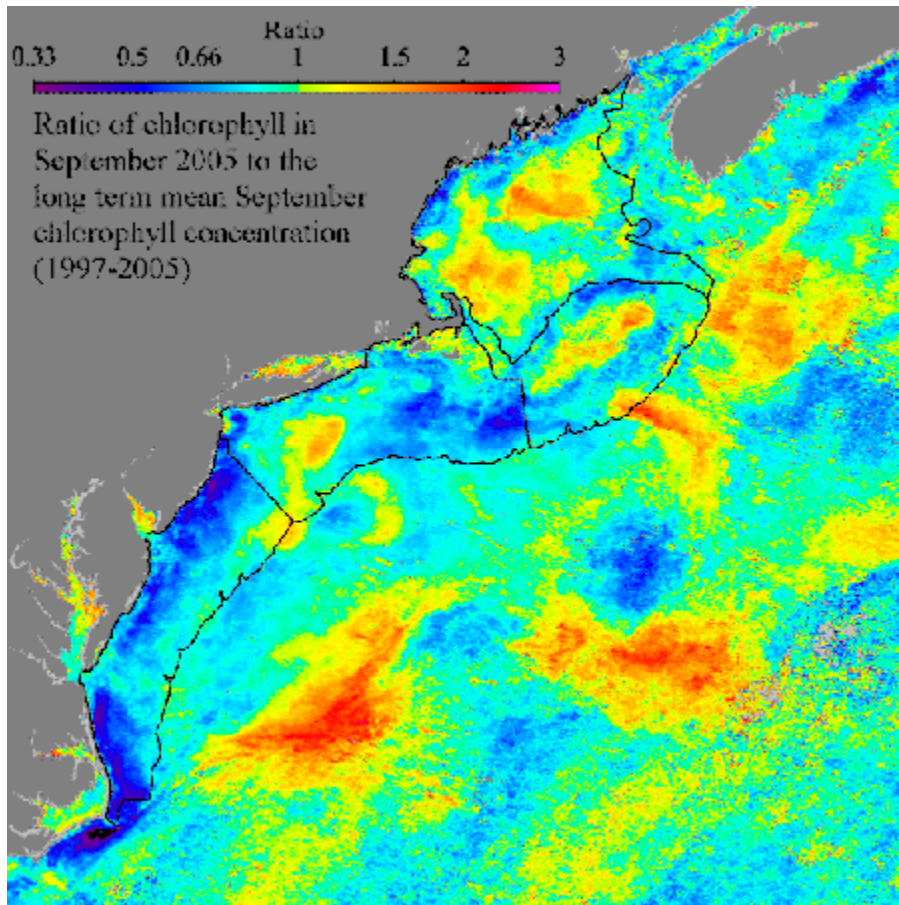 Ratio
0.33 0.5 0.66 1 1.5 2 3
Ratio of chlorophyll in
September 2005 to the
long term mean September
chlorophyll concentration
(1997-2005)